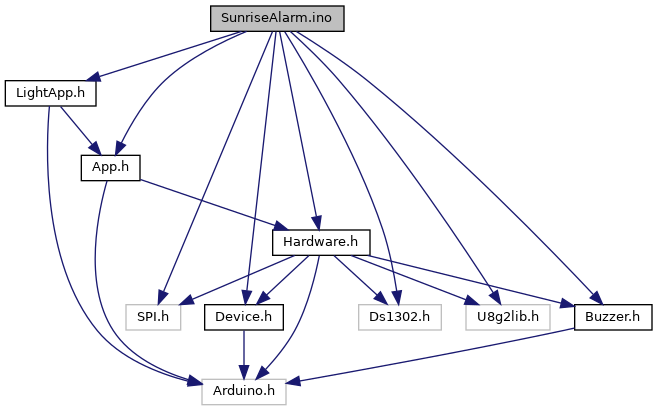 SunriseAlarm.ino
LightApp.h
App.h
Hardware.h
SPI.h
Device.h
Ds1302.h
U8g2lib.h
Buzzer.h
Arduino.h